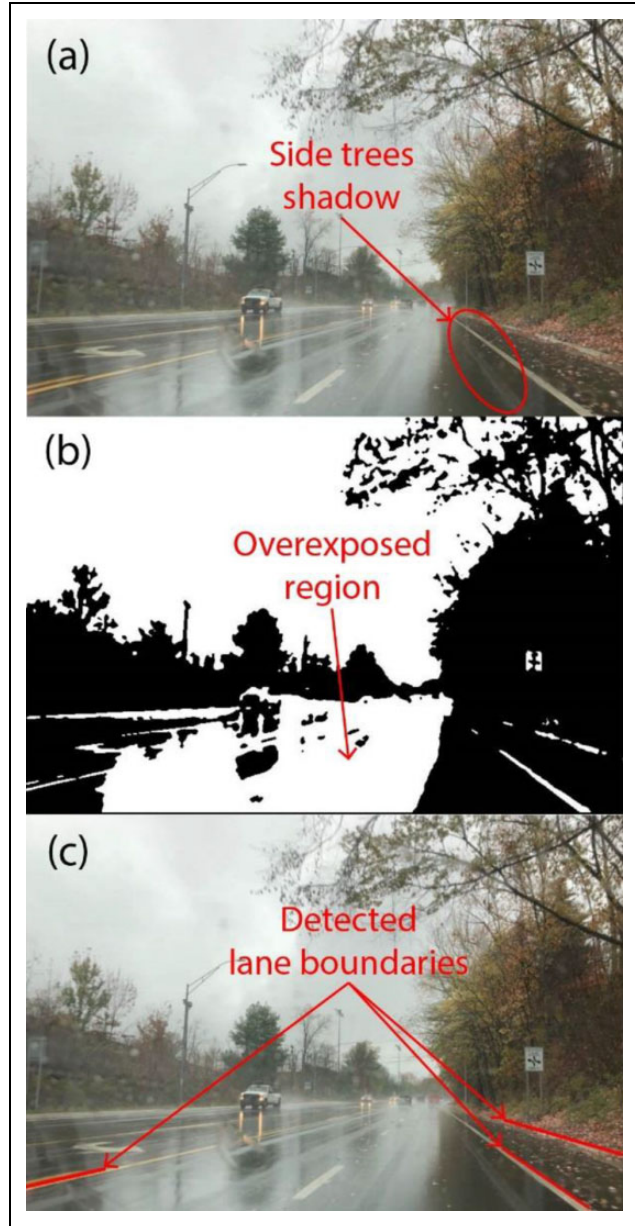 (a)
Side trees
shadow
(b)
Overexposed
region
(c)
Detected
lane boundaries